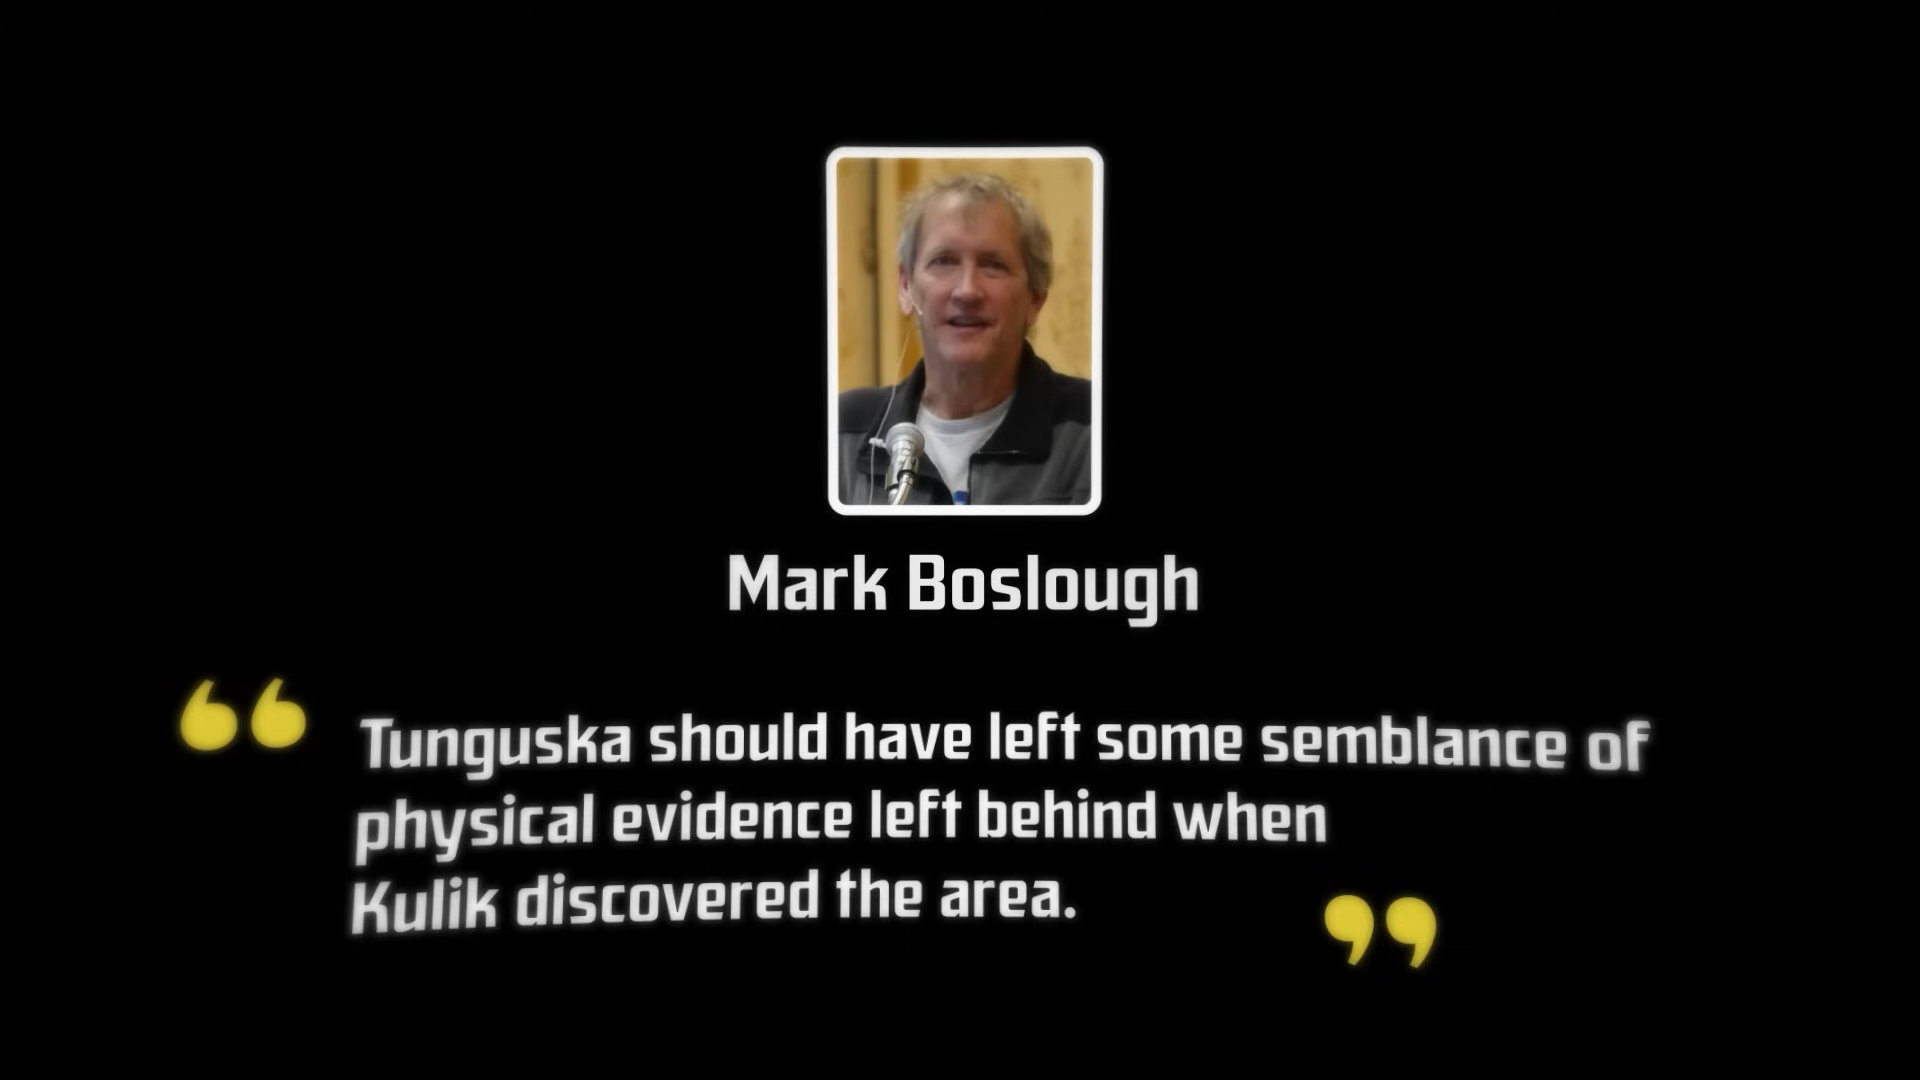 Mark Boslough
“ Tunguska should have left some semblance of
physical evidence left behind when
Kulik discovered the area. ”